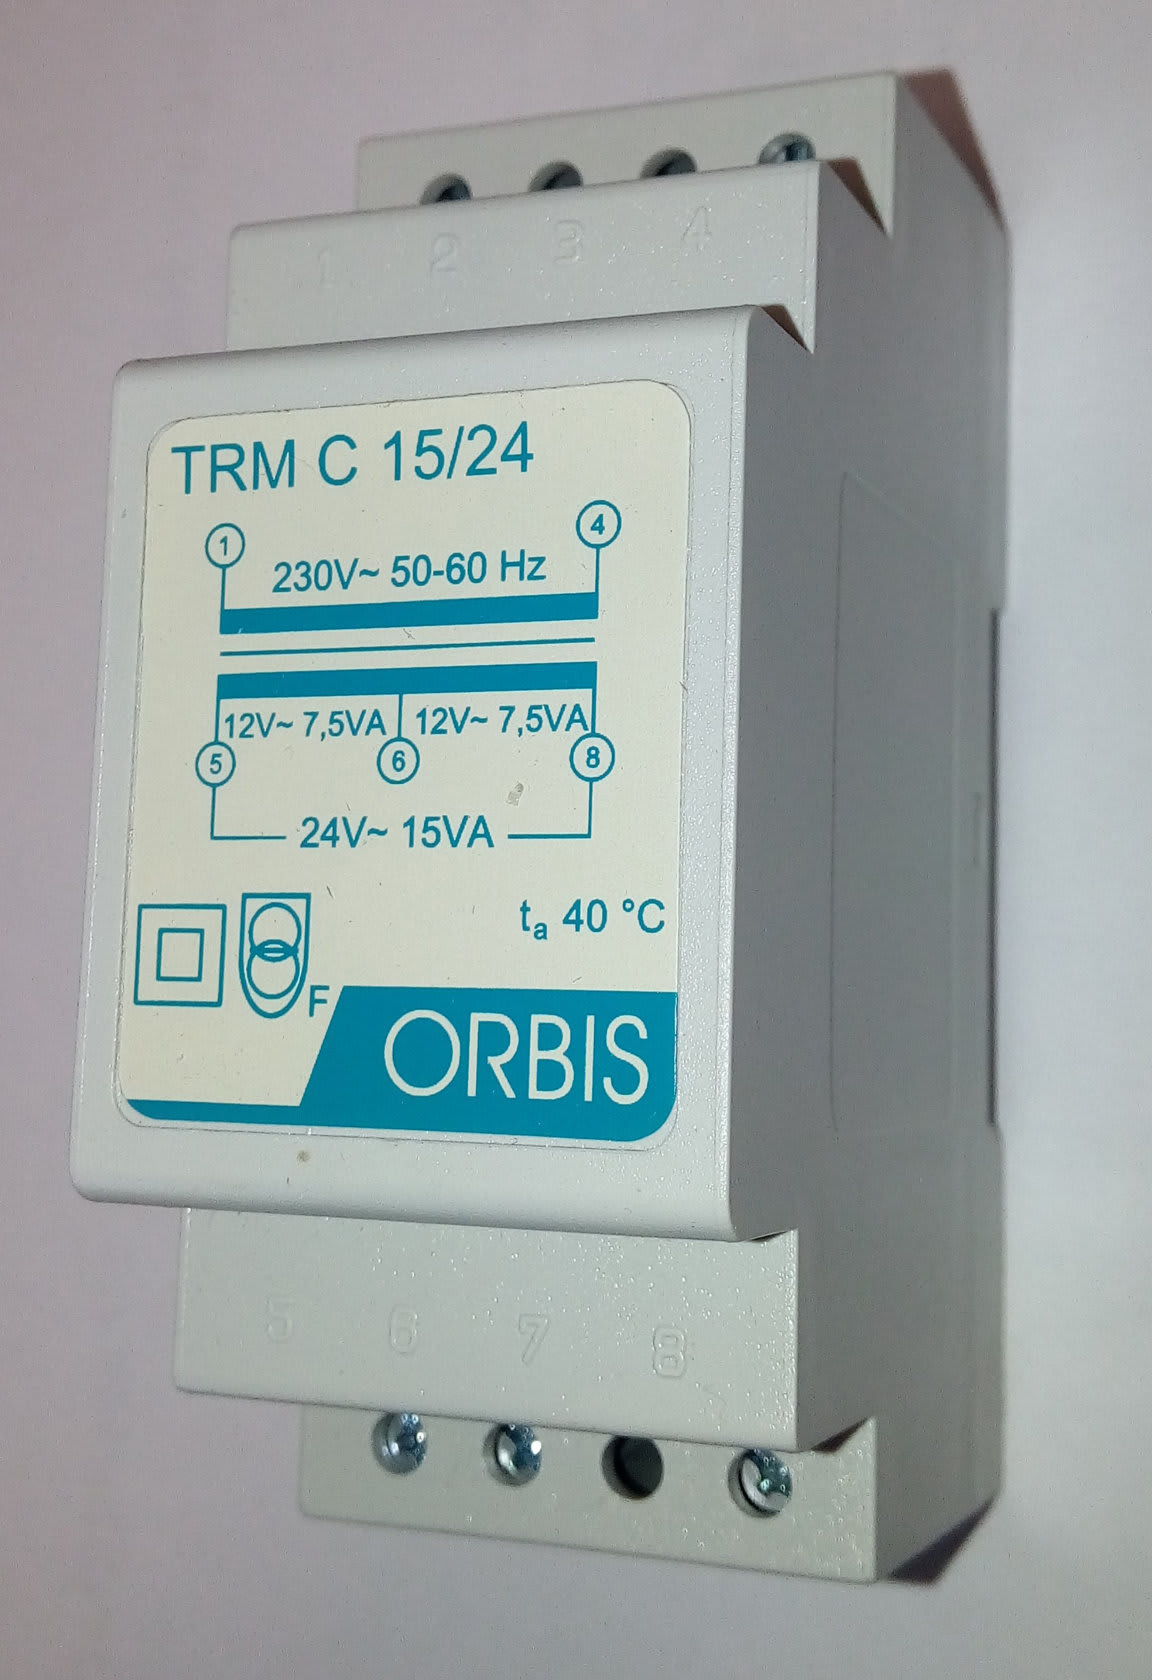 1 2 3 4
TRM C 15/24
1 4
230V~ 50-60 Hz
12V~ 7,5VA 12V~ 7,5VA
5 6 8
24V~ 15VA
ta 40 °C
F
ORBIS
5 6 7 8